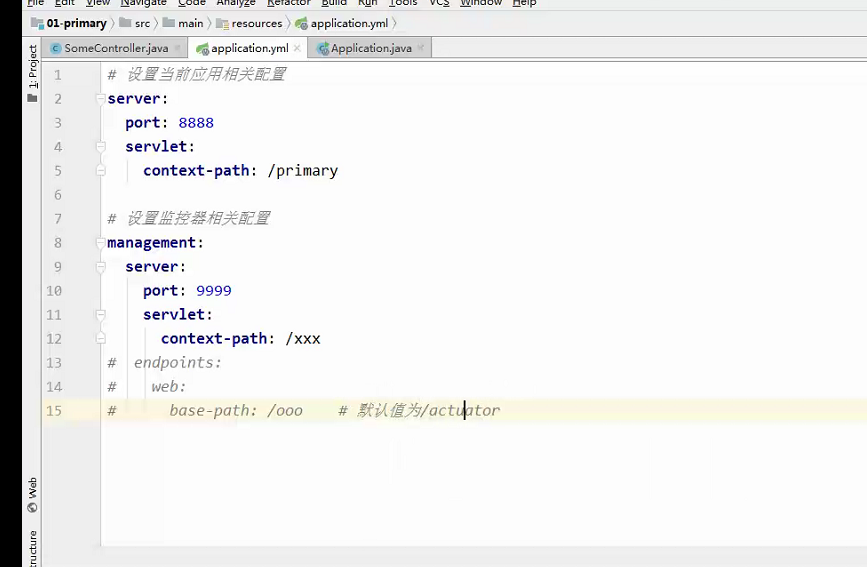 File Edit View Navigate Code Analyze Refactor Build Run Tools VCS Window Help
01-primary src main resources application.yml
SomeController.java application.yml Application.java
1: Project
1 # 设置当前应用相关配置
2 server:
3 port: 8888
4 servlet:
5 context-path: /primary
6
7 # 设置监控器相关配置
8 management:
9 server:
10 port: 9999
11 servlet:
12 context-path: /xxx
13 # endpoints:
14 # web:
15 # base-path: /ooo # 默认值为/actuator
Web